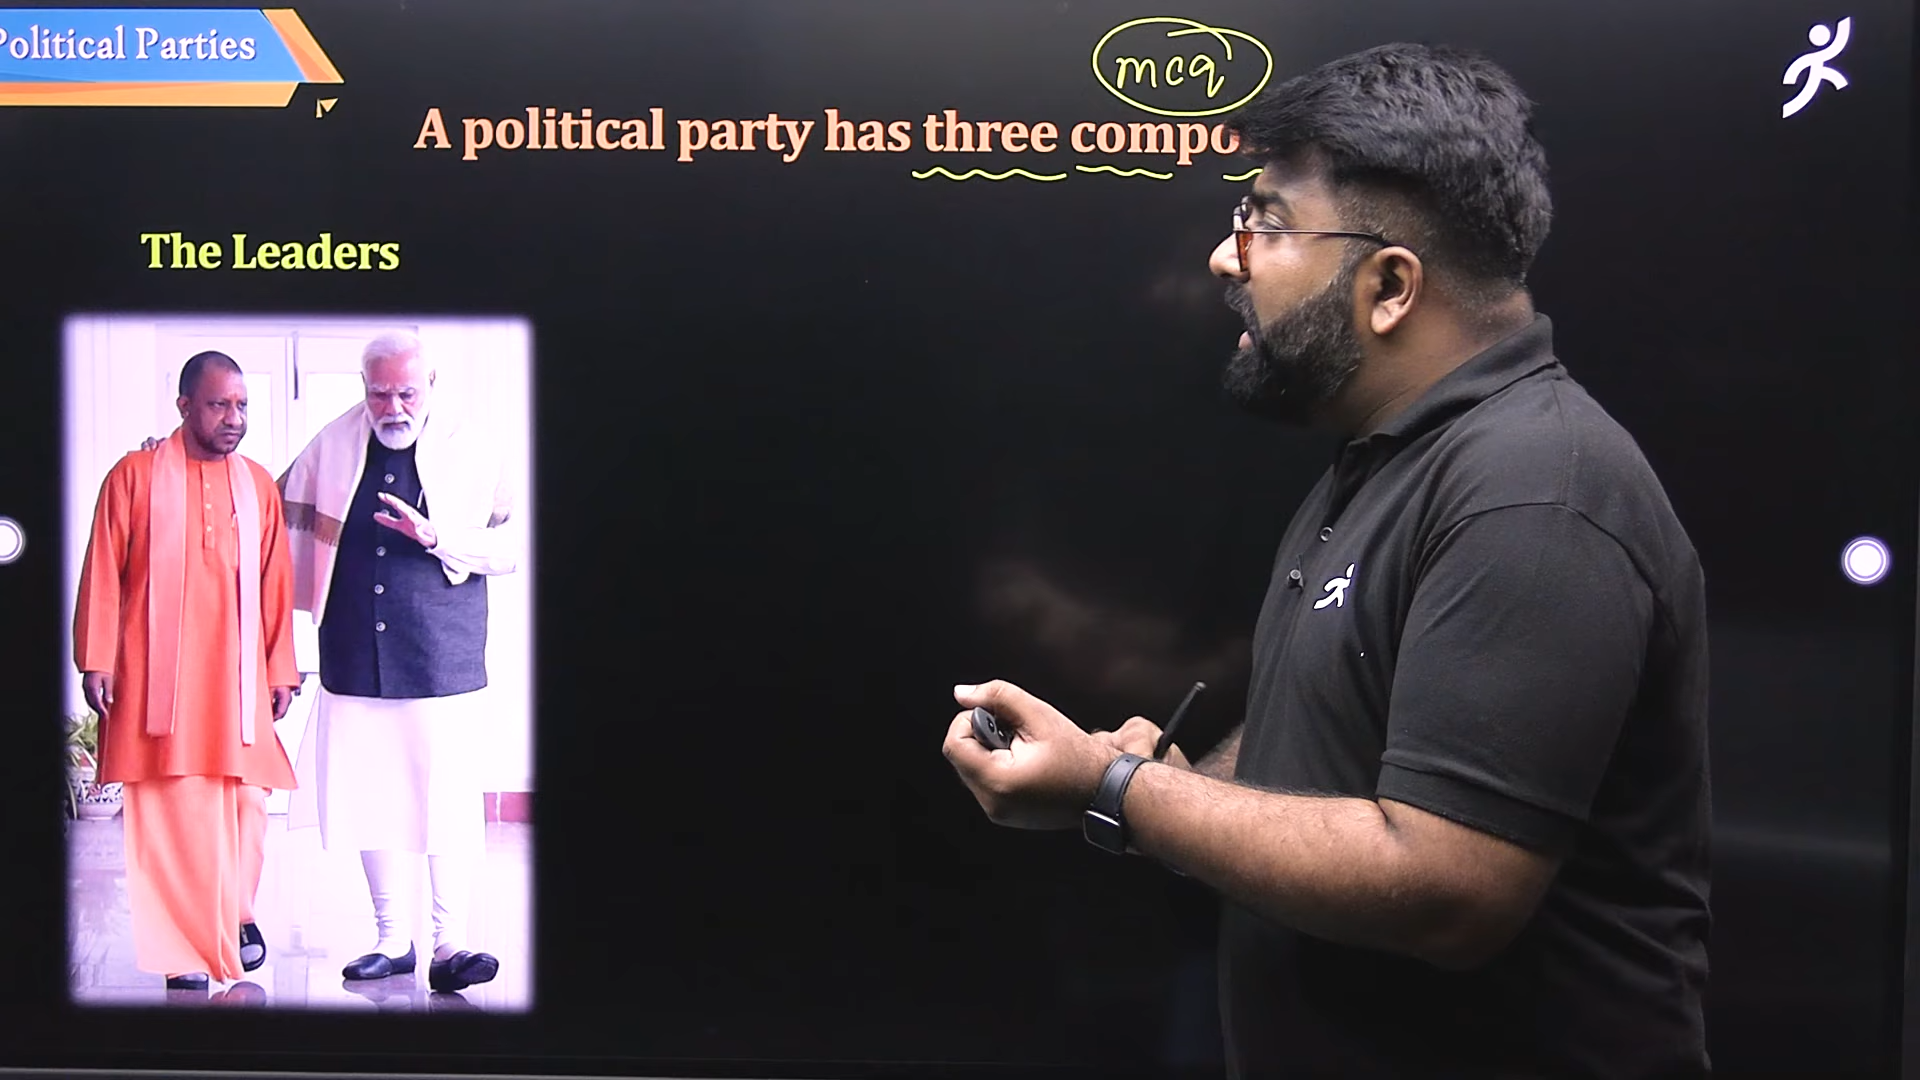 Political Parties
mcq
A political party has three compo
The Leaders